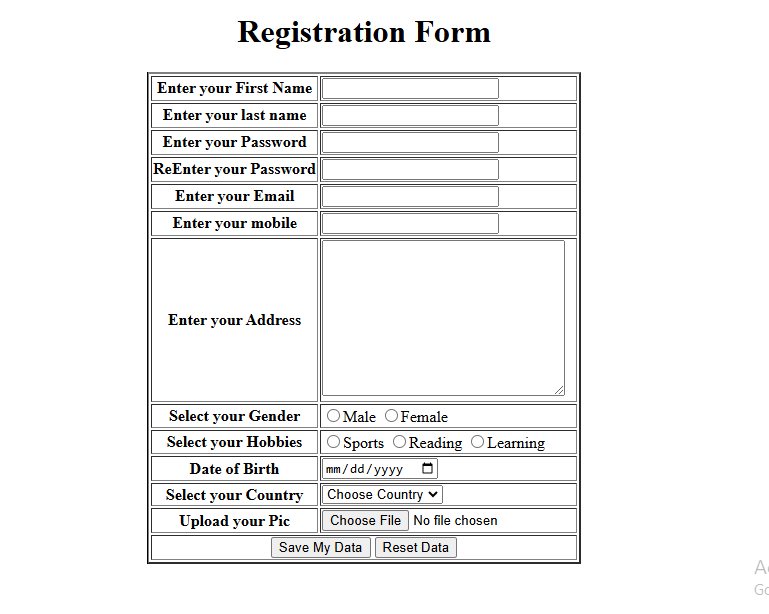 Registration Form
Enter your First Name
Enter your last name
Enter your Password
ReEnter your Password
Enter your Email
Enter your mobile
Enter your Address
Select your Gender Male Female
Select your Hobbies Sports Reading Learning
Date of Birth mm/dd/yyyy
Select your Country Choose Country
Upload your Pic Choose File No file chosen
Save My Data Reset Data